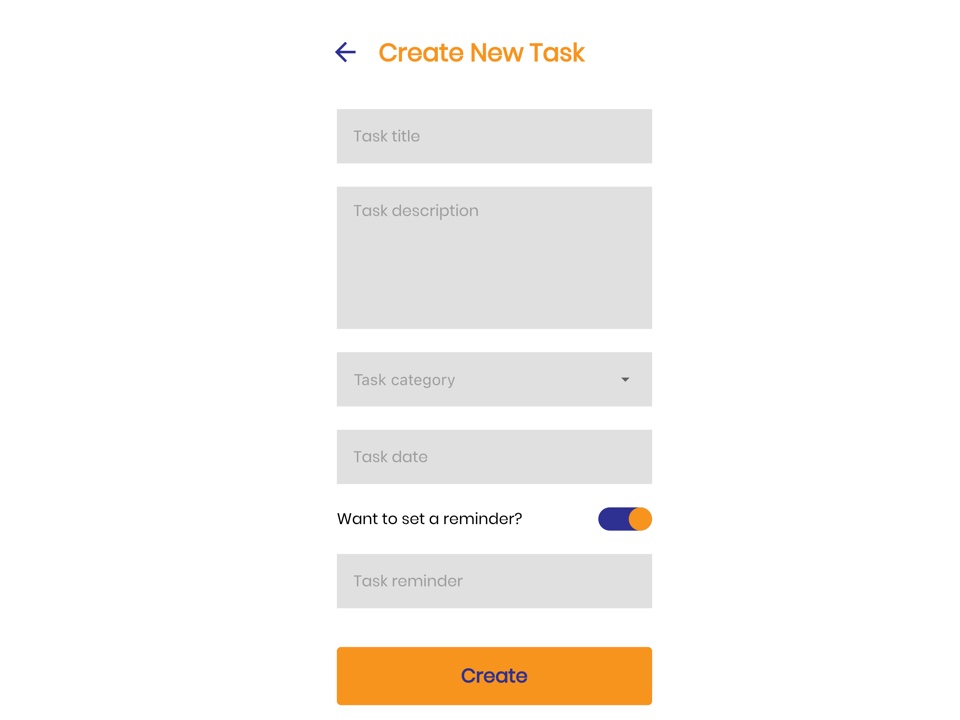 Create New Task
Task title
Task description
Task category
Task date
Want to set a reminder?
Task reminder
Create